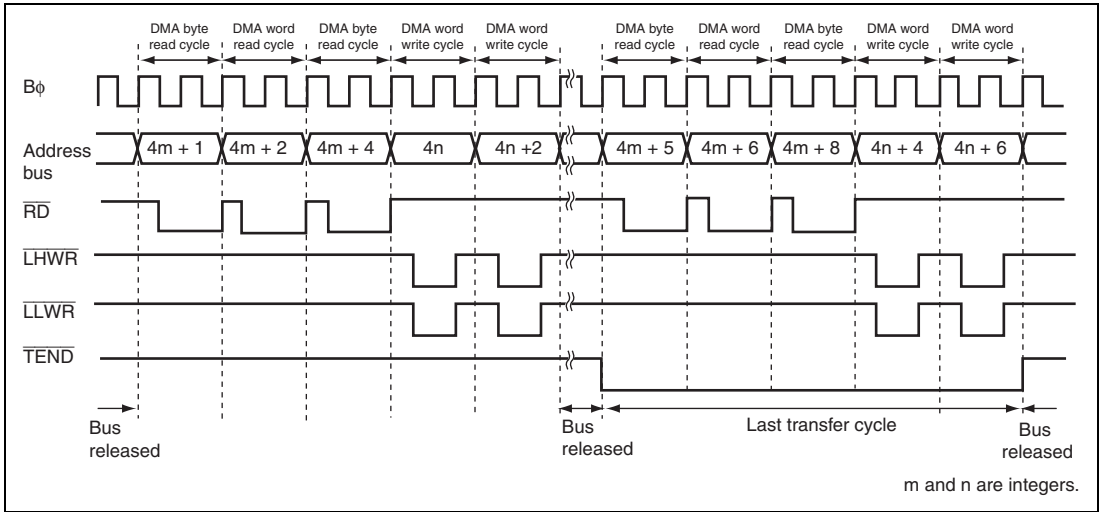 DMA byte read cycle
DMA word read cycle
DMA byte read cycle
DMA word write cycle
DMA word write cycle
DMA byte read cycle
DMA word read cycle
DMA byte read cycle
DMA word write cycle
DMA word write cycle
Bφ
Address bus
4m + 1
4m + 2
4m + 4
4n
4n +2
4m + 5
4m + 6
4m + 8
4n + 4
4n + 6
RD
LHWR
LLWR
TEND
Bus released
Bus released
Last transfer cycle
Bus released
m and n are integers.